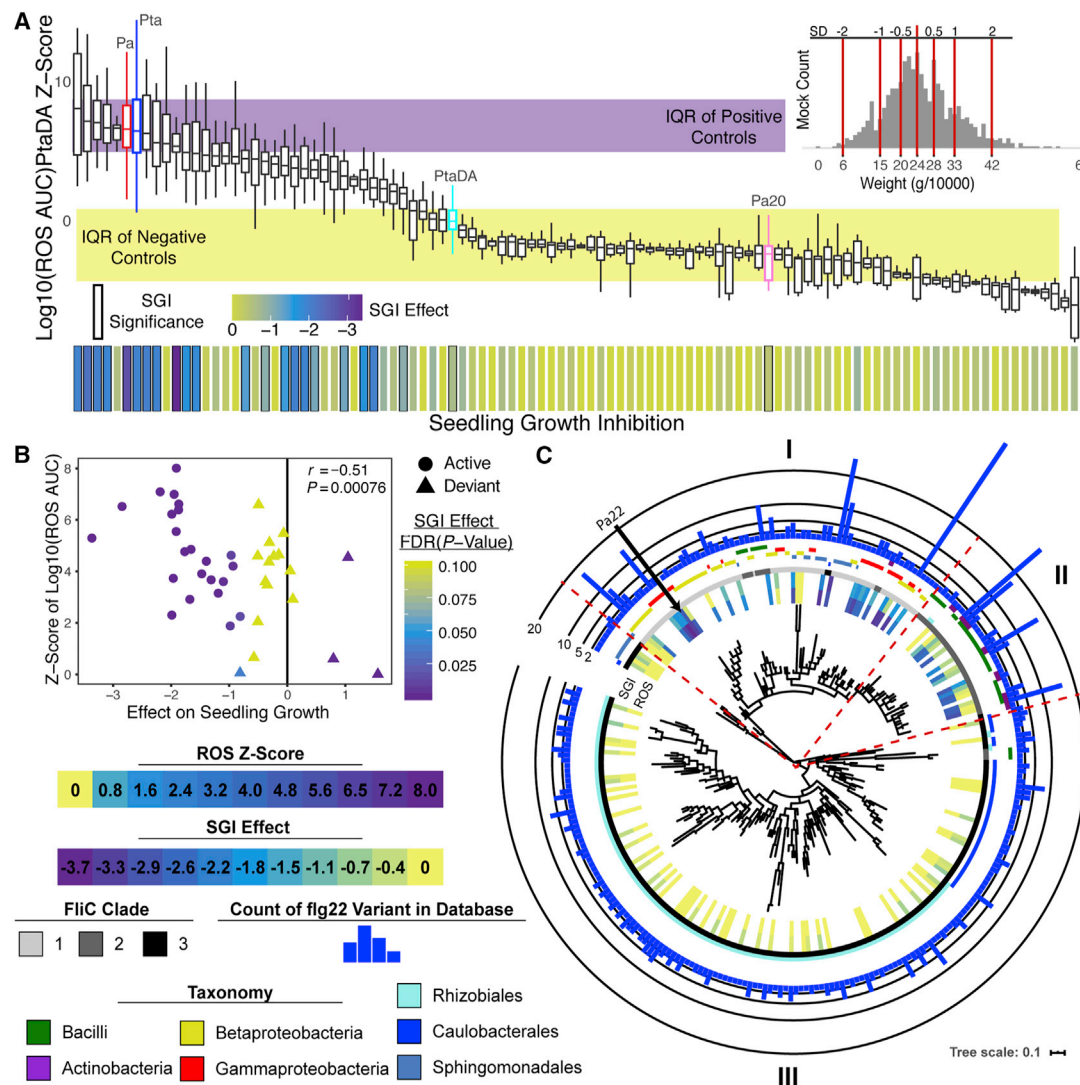 A
Log10(ROS AUC)PtaDA Z-Score
10
0
Pa
Pta
IQR of Positive
Controls
PtaDA
Pa20
IQR of Negative
Controls
SGI
Significance
SGI Effect
0 −1 −2 −3
Seedling Growth Inhibition
SD -2 -1 -0.5 0.5 1 2
Mock Count
0 6 15 20 24 28 33 42 6
Weight (g/10000)
B
Z-Score of Log10(ROS AUC)
8
6
4
2
0
−3 −2 −1 0 1
Effect on Seedling Growth
r = −0.51
P = 0.00076
Active
Deviant
SGI Effect
FDR(P-Value)
0.100
0.075
0.050
0.025
ROS Z-Score
0 0.8 1.6 2.4 3.2 4.0 4.8 5.6 6.5 7.2 8.0
SGI Effect
-3.7 -3.3 -2.9 -2.6 -2.2 -1.8 -1.5 -1.1 -0.7 -0.4 0
FliC Clade
1 2 3
Count of flg22 Variant in Database
Taxonomy
Bacilli
Actinobacteria
Betaproteobacteria
Gammaproteobacteria
Rhizobiales
Caulobacterales
Sphingomonadales
C
I
II
III
Pa22
20
10
5
2
SGI
ROS
Tree scale: 0.1